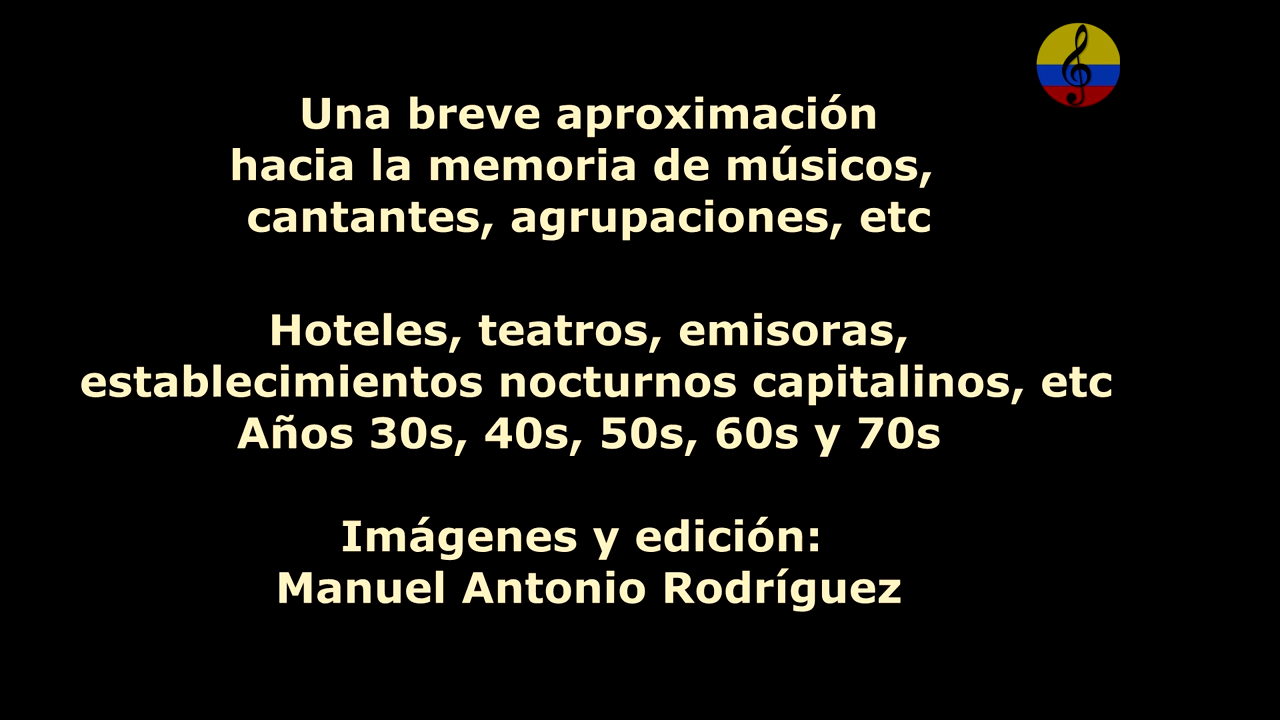 Una breve aproximación
hacia la memoria de músicos,
cantantes, agrupaciones, etc
Hoteles, teatros, emisoras,
establecimientos nocturnos capitalinos, etc
Años 30s, 40s, 50s, 60s y 70s
Imágenes y edición:
Manuel Antonio Rodríguez